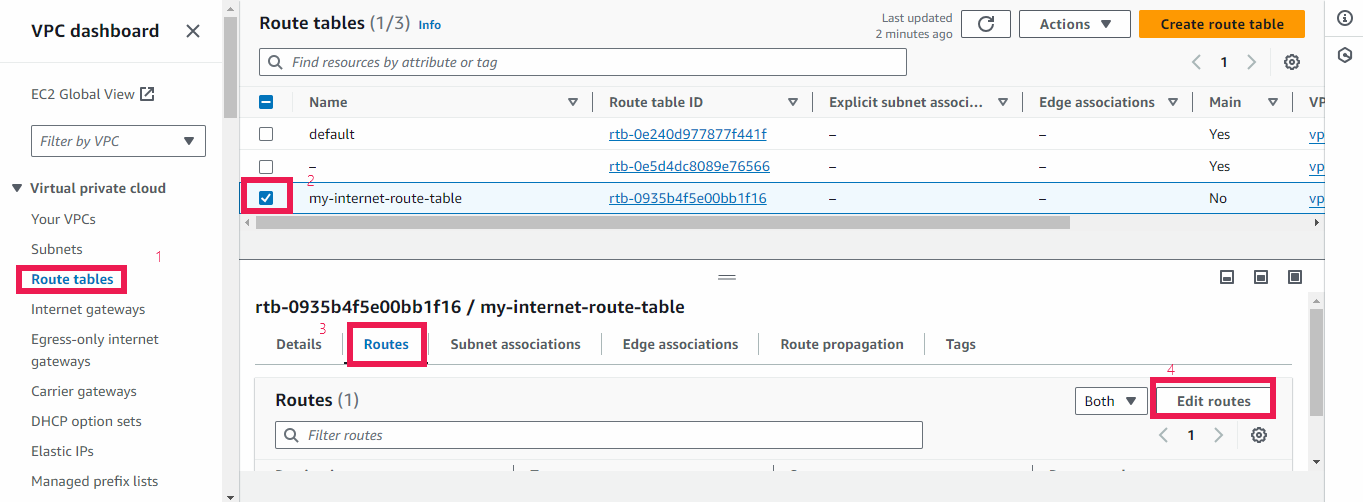 VPC dashboard
EC2 Global View
Filter by VPC
Virtual private cloud
Your VPCs
Subnets
1
Route tables
Internet gateways
Egress-only internet
gateways
Carrier gateways
DHCP option sets
Elastic IPs
Managed prefix lists
Route tables (1/3) Info
Last updated
2 minutes ago
Actions
Create route table
Find resources by attribute or tag
1
Name Route table ID Explicit subnet associ... Edge associations Main VP
default rtb-0e240d977877f441f – – Yes vp
– rtb-0e5d4dc8089e76566 – – Yes vp
2
my-internet-route-table rtb-0935b4f5e00bb1f16 – – No vp
rtb-0935b4f5e00bb1f16 / my-internet-route-table
3
Details Routes Subnet associations Edge associations Route propagation Tags
4
Routes (1) Both Edit routes
Filter routes 1